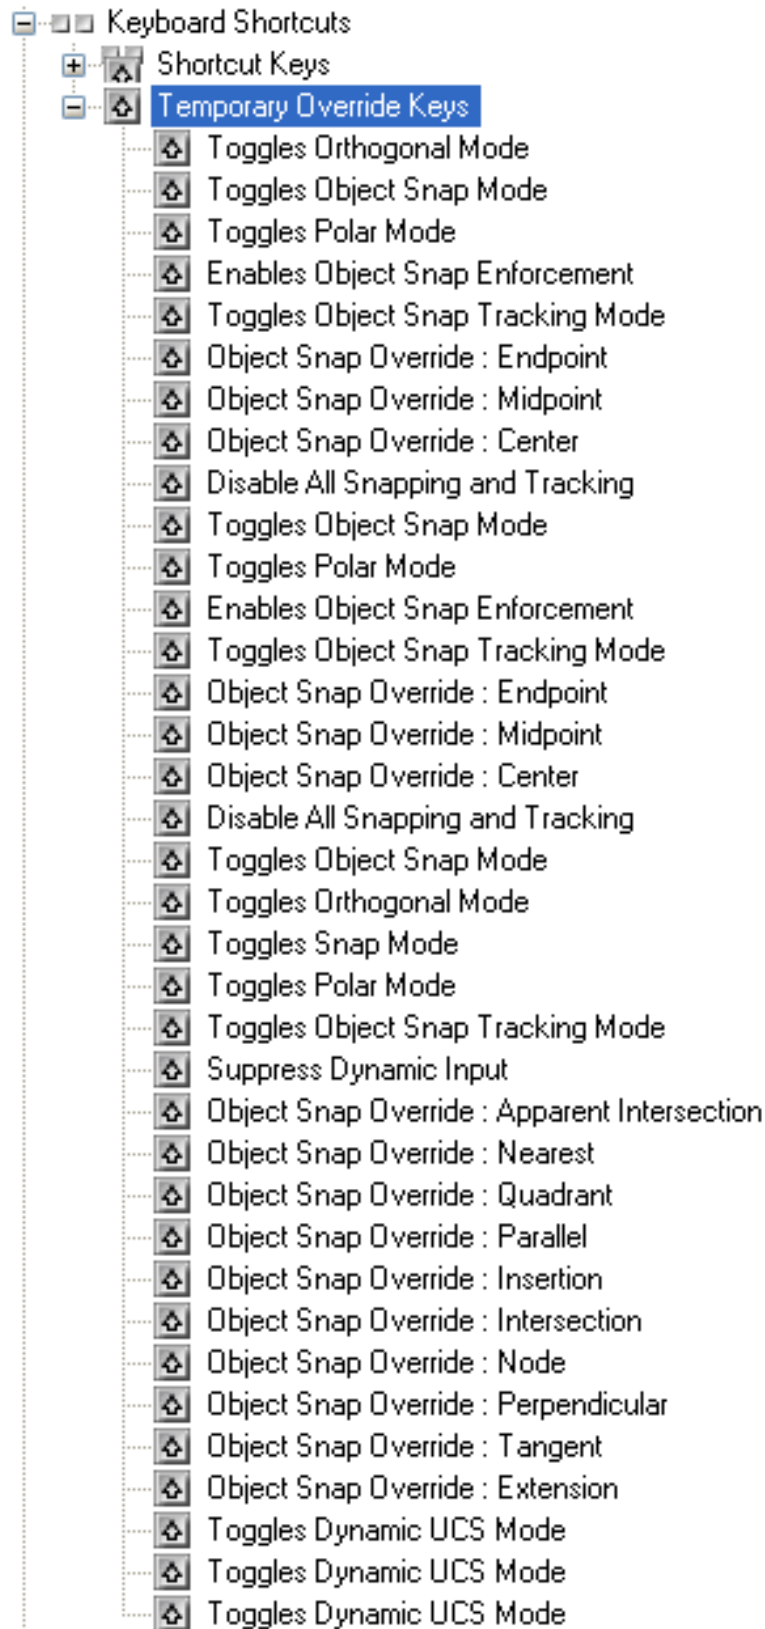 Keyboard Shortcuts
Shortcut Keys
Temporary Override Keys
Toggles Orthogonal Mode
Toggles Object Snap Mode
Toggles Polar Mode
Enables Object Snap Enforcement
Toggles Object Snap Tracking Mode
Object Snap Override : Endpoint
Object Snap Override : Midpoint
Object Snap Override : Center
Disable All Snapping and Tracking
Toggles Object Snap Mode
Toggles Polar Mode
Enables Object Snap Enforcement
Toggles Object Snap Tracking Mode
Object Snap Override : Endpoint
Object Snap Override : Midpoint
Object Snap Override : Center
Disable All Snapping and Tracking
Toggles Object Snap Mode
Toggles Orthogonal Mode
Toggles Snap Mode
Toggles Polar Mode
Toggles Object Snap Tracking Mode
Suppress Dynamic Input
Object Snap Override : Apparent Intersection
Object Snap Override : Nearest
Object Snap Override : Quadrant
Object Snap Override : Parallel
Object Snap Override : Insertion
Object Snap Override : Intersection
Object Snap Override : Node
Object Snap Override : Perpendicular
Object Snap Override : Tangent
Object Snap Override : Extension
Toggles Dynamic UCS Mode
Toggles Dynamic UCS Mode
Toggles Dynamic UCS Mode